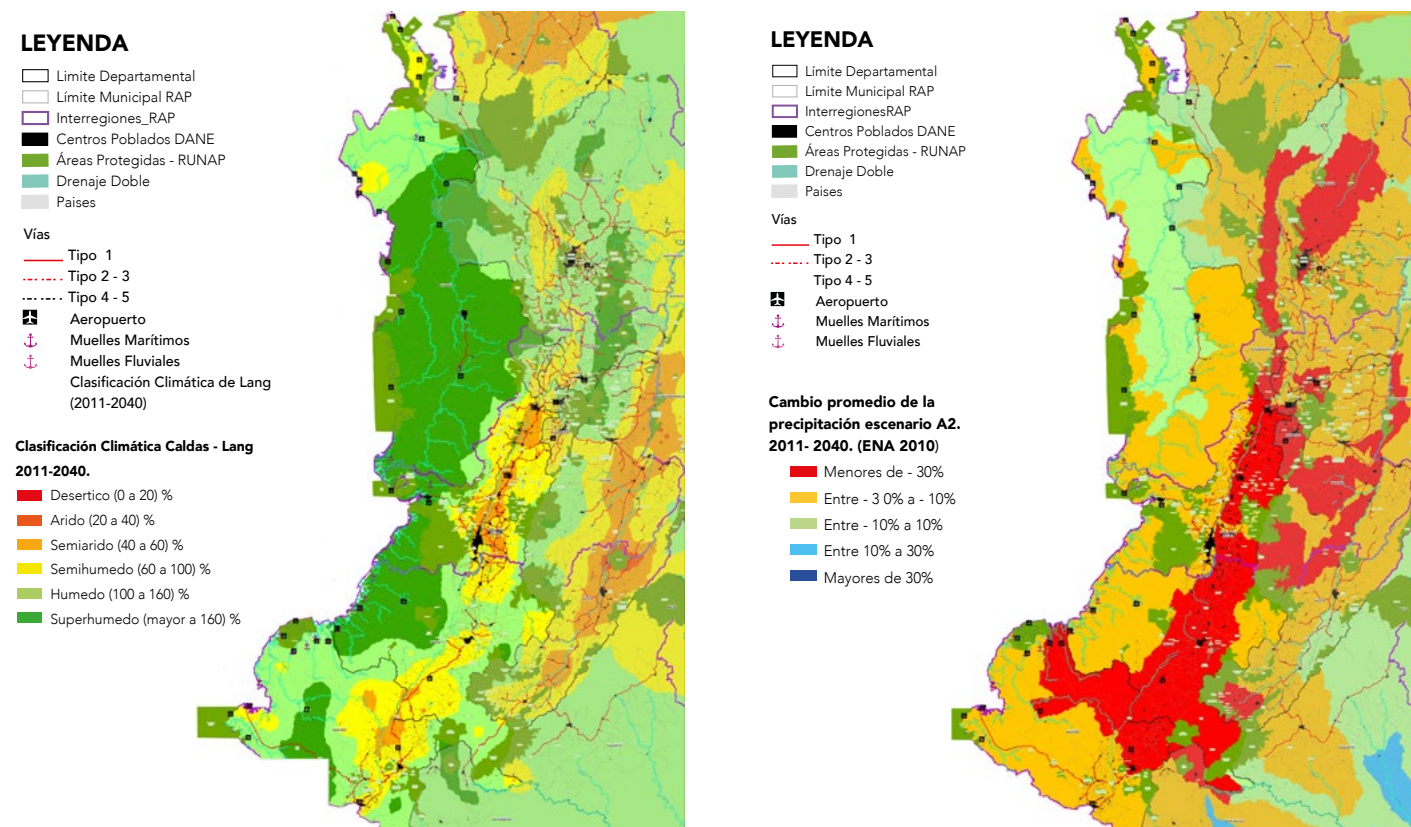 LEYENDA
Limite Departamental
Límite Municipal RAP
Interregiones_RAP
Centros Poblados DANE
Áreas Protegidas - RUNAP
Drenaje Doble
Paises
Vías
Tipo 1
Tipo 2 - 3
Tipo 4 - 5
Aeropuerto
Muelles Marítimos
Muelles Fluviales
Clasificación Climática de Lang
(2011-2040)
Clasificación Climática Caldas - Lang
2011-2040.
Desertico (0 a 20) %
Arido (20 a 40) %
Semiarido (40 a 60) %
Semihumedo (60 a 100) %
Humedo (100 a 160) %
Superhumedo (mayor a 160) %
LEYENDA
Límite Departamental
Límite Municipal RAP
InterregionesRAP
Centros Poblados DANE
Áreas Protegidas - RUNAP
Drenaje Doble
Paises
Vías
Tipo 1
Tipo 2 - 3
Tipo 4 - 5
Aeropuerto
Muelles Marítimos
Muelles Fluviales
Cambio promedio de la
precipitación escenario A2.
2011- 2040. (ENA 2010)
Menores de - 30%
Entre - 3 0% a - 10%
Entre - 10% a 10%
Entre 10% a 30%
Mayores de 30%